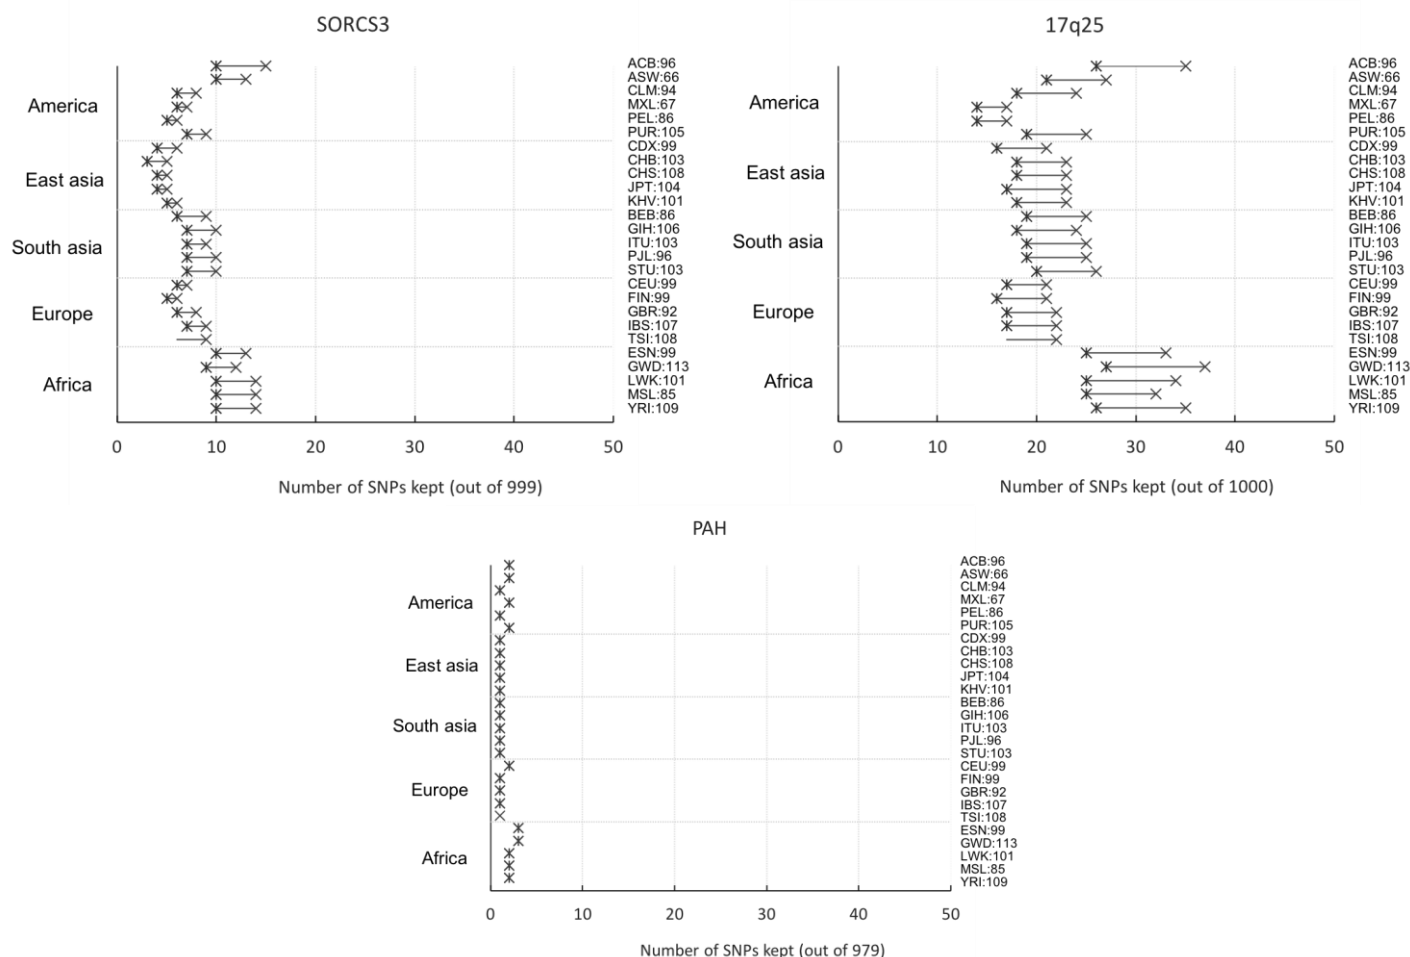 SORCS3
America
East asia
South asia
Europe
Africa
ACB:96
ASW:66
CLM:94
MXL:67
PEL:86
PUR:105
CDX:99
CHB:103
CHS:108
JPT:104
KHV:101
BEB:86
GIH:106
ITU:103
PJL:96
STU:103
CEU:99
FIN:99
GBR:92
IBS:107
TSI:108
ESN:99
GWD:113
LWK:101
MSL:85
YRI:109
0 10 20 30 40 50
Number of SNPs kept (out of 999)
17q25
America
East asia
South asia
Europe
Africa
ACB:96
ASW:66
CLM:94
MXL:67
PEL:86
PUR:105
CDX:99
CHB:103
CHS:108
JPT:104
KHV:101
BEB:86
GIH:106
ITU:103
PJL:96
STU:103
CEU:99
FIN:99
GBR:92
IBS:107
TSI:108
ESN:99
GWD:113
LWK:101
MSL:85
YRI:109
0 10 20 30 40 50
Number of SNPs kept (out of 1000)
PAH
America
East asia
South asia
Europe
Africa
ACB:96
ASW:66
CLM:94
MXL:67
PEL:86
PUR:105
CDX:99
CHB:103
CHS:108
JPT:104
KHV:101
BEB:86
GIH:106
ITU:103
PJL:96
STU:103
CEU:99
FIN:99
GBR:92
IBS:107
TSI:108
ESN:99
GWD:113
LWK:101
MSL:85
YRI:109
0 10 20 30 40 50
Number of SNPs kept (out of 979)